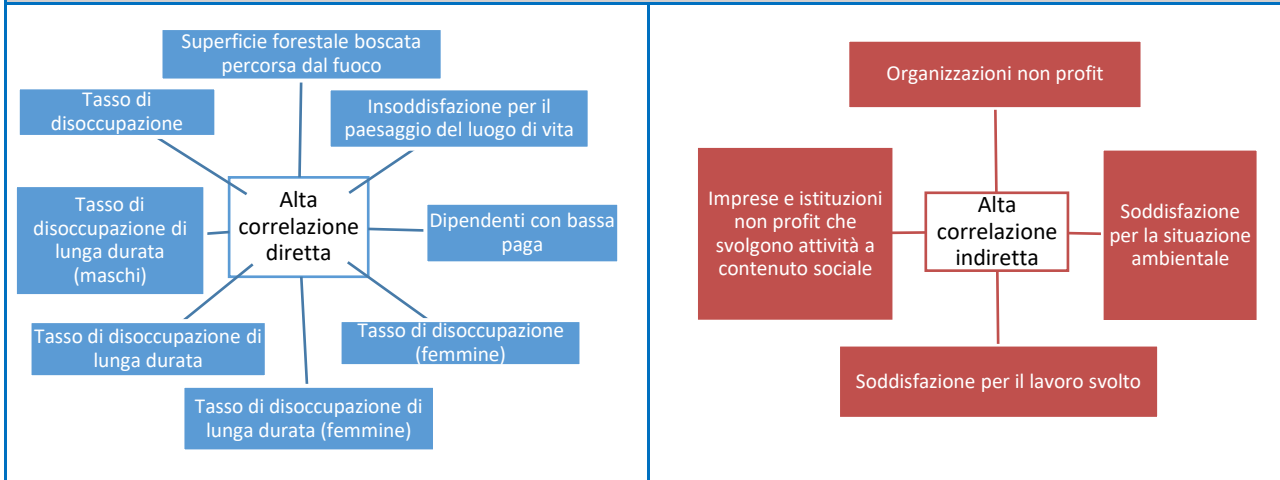 Superficie forestale boscata
percorsa dal fuoco
Tasso di
disoccupazione
Insoddisfazione per il
paesaggio del luogo di vita
Alta
correlazione
diretta
Tasso di
disoccupazione di
lunga durata
(maschi)
Dipendenti con bassa
paga
Tasso di disoccupazione di
lunga durata
Tasso di disoccupazione
(femmine)
Tasso di disoccupazione di
lunga durata (femmine)
Organizzazioni non profit
Imprese e istituzioni
non profit che
svolgono attività a
contenuto sociale
Alta
correlazione
indiretta
Soddisfazione
per la situazione
ambientale
Soddisfazione per il lavoro svolto